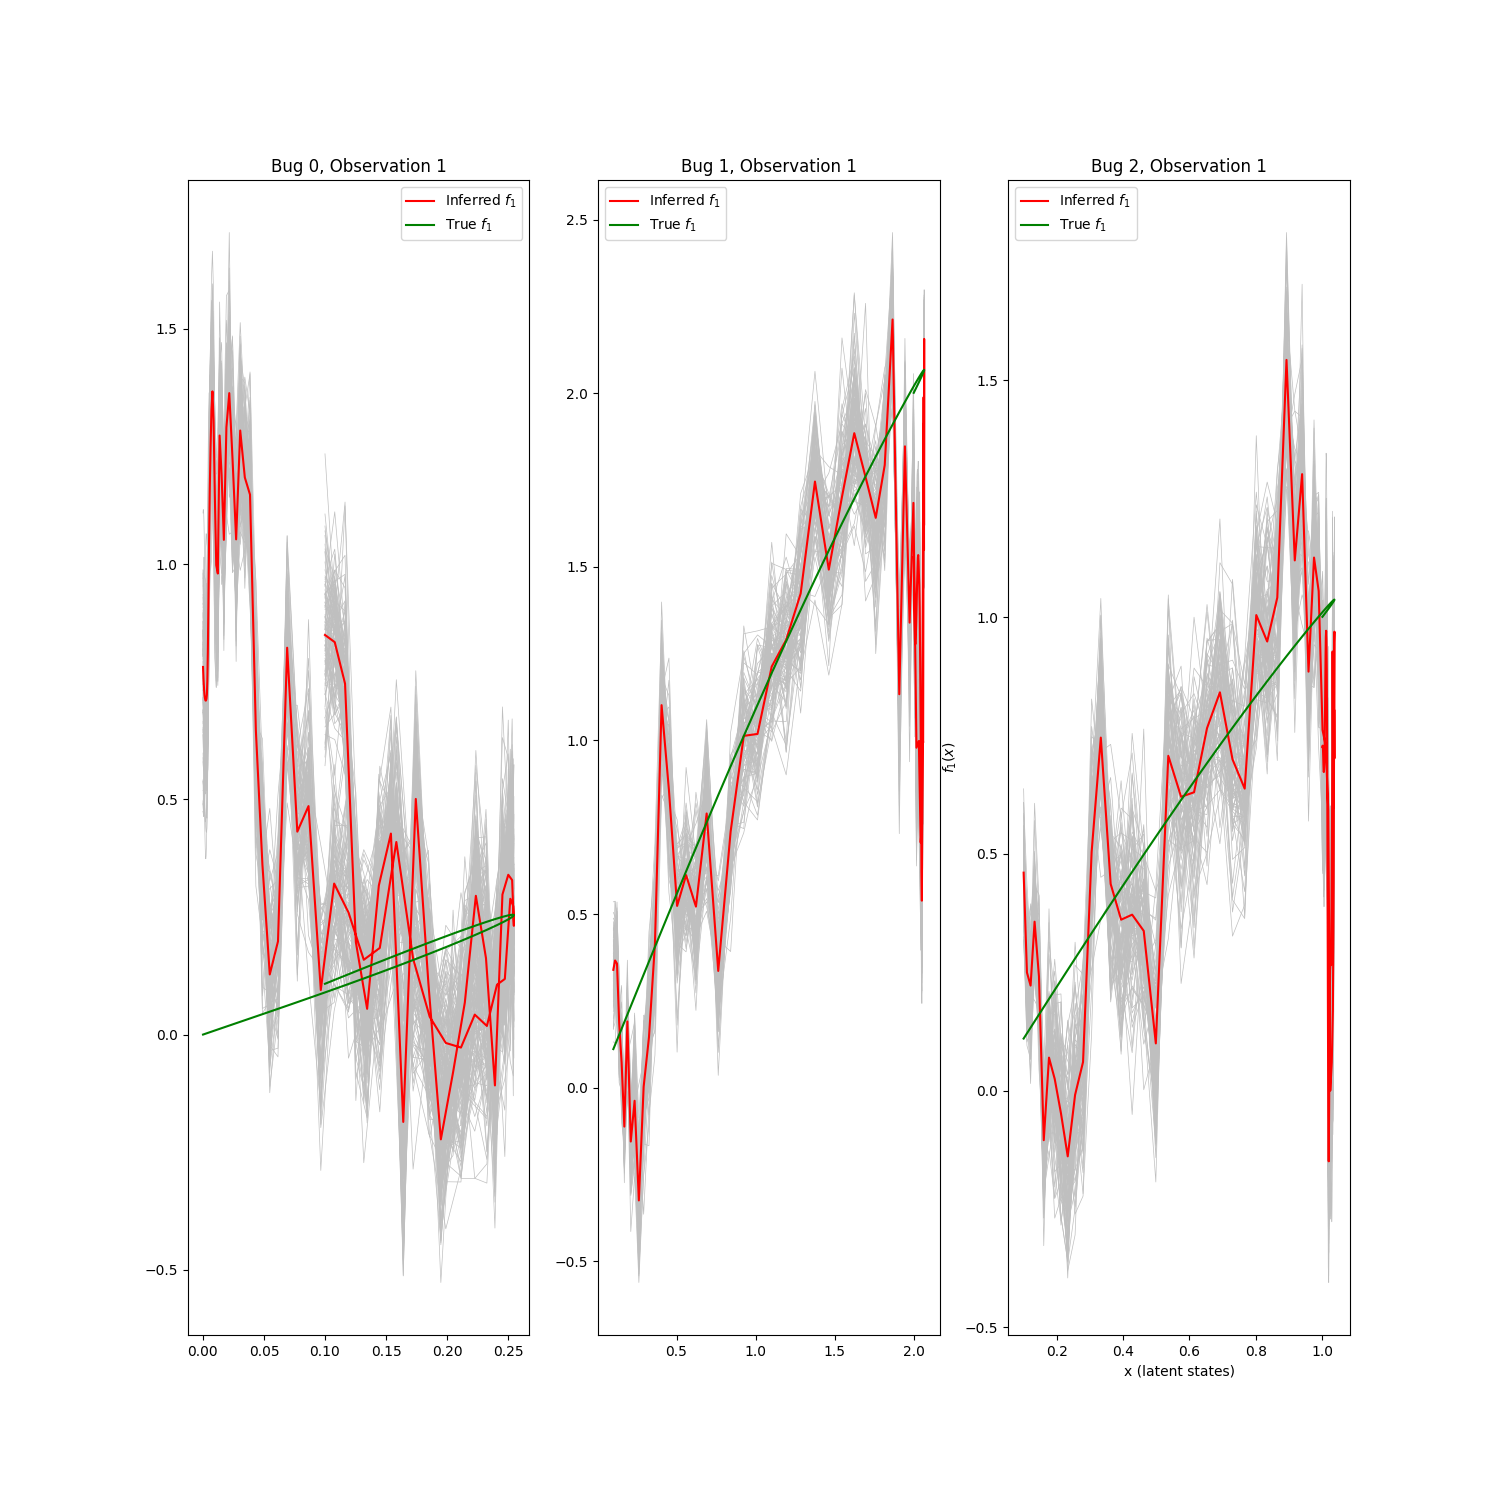 Bug 0, Observation 1
Inferred f₁
True f₁
1.5
1.0
0.5
0.0
−0.5
0.00 0.05 0.10 0.15 0.20 0.25
Bug 1, Observation 1
Inferred f₁
True f₁
2.5
2.0
1.5
1.0
0.5
0.0
−0.5
0.5 1.0 1.5 2.0
Bug 2, Observation 1
Inferred f₁
True f₁
f₁(x)
1.5
1.0
0.5
0.0
−0.5
0.2 0.4 0.6 0.8 1.0
x (latent states)